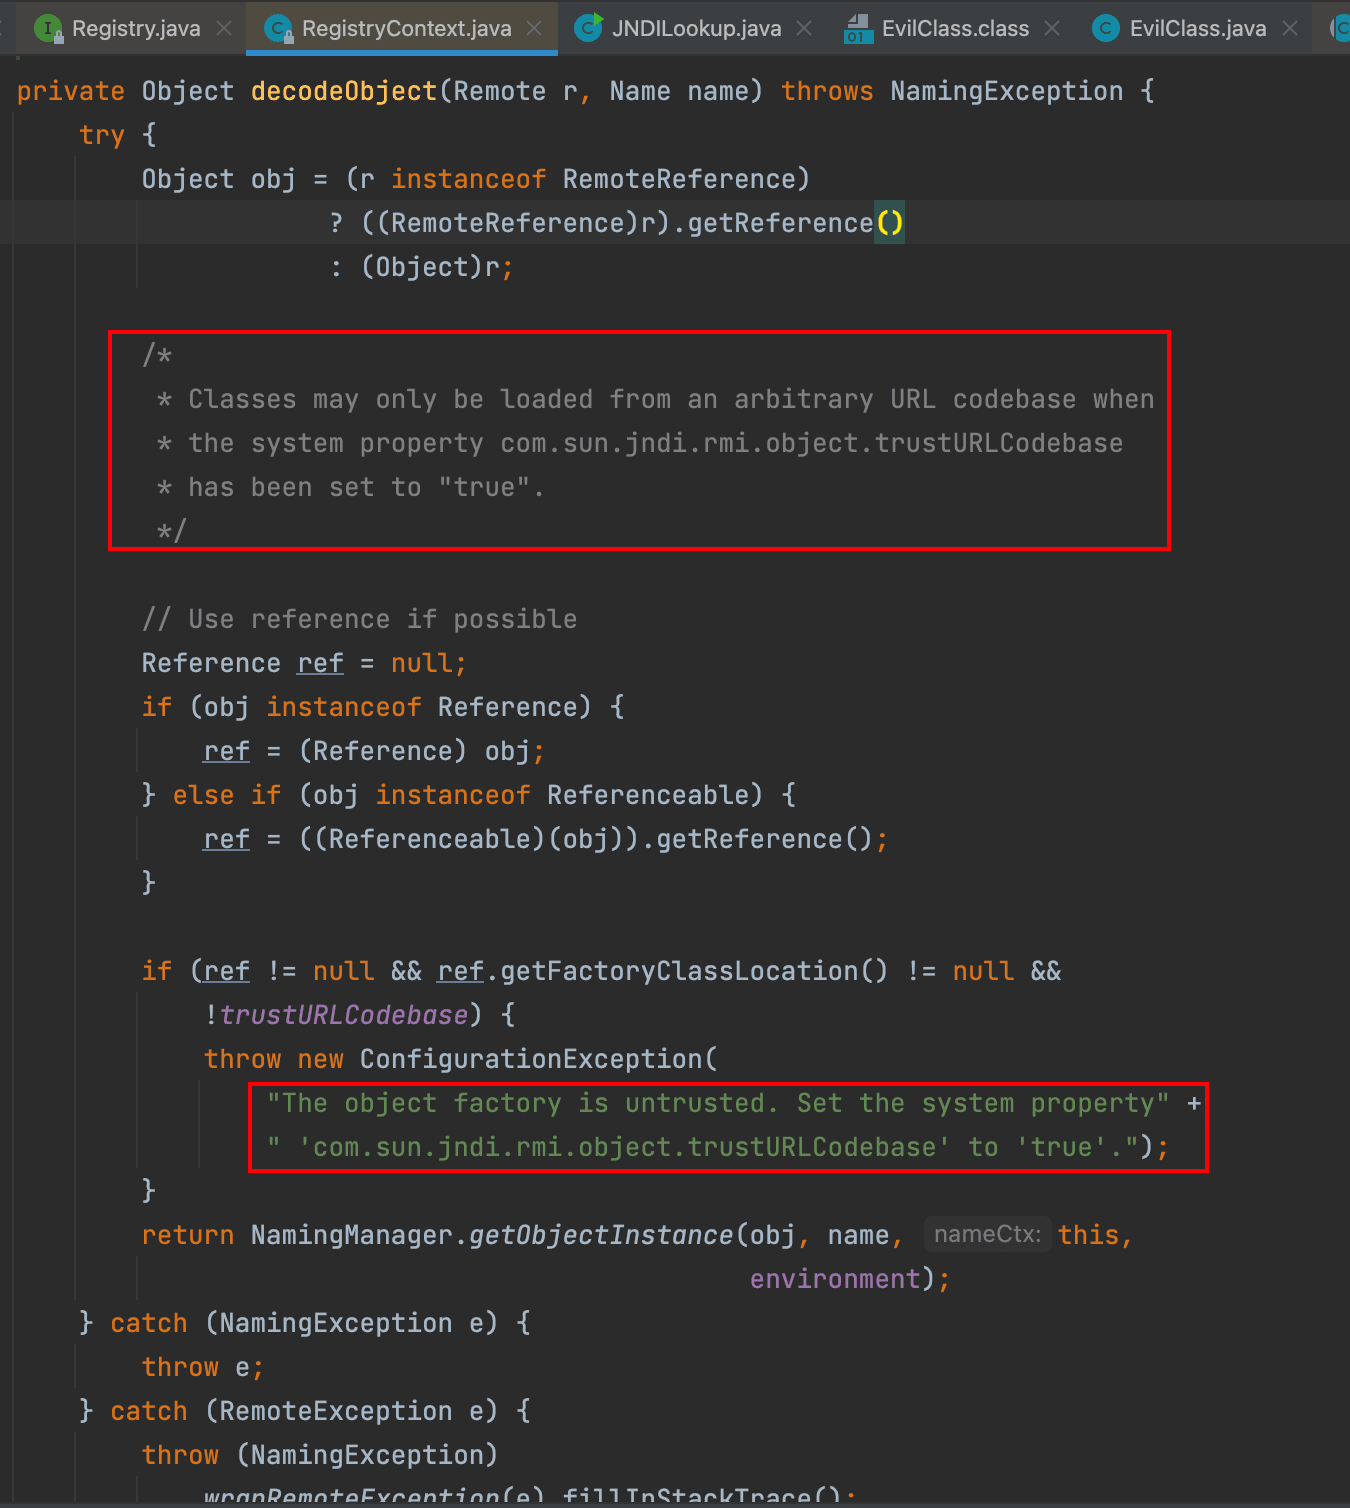 Registry.java RegistryContext.java JNDILookup.java 01 EvilClass.class EvilClass.java
private Object decodeObject(Remote r, Name name) throws NamingException {
try {
Object obj = (r instanceof RemoteReference)
? ((RemoteReference)r).getReference()
: (Object)r;
/*
* Classes may only be loaded from an arbitrary URL codebase when
* the system property com.sun.jndi.rmi.object.trustURLCodebase
* has been set to "true".
*/
// Use reference if possible
Reference ref = null;
if (obj instanceof Reference) {
ref = (Reference) obj;
} else if (obj instanceof Referenceable) {
ref = ((Referenceable)(obj)).getReference();
}
if (ref != null && ref.getFactoryClassLocation() != null &&
!trustURLCodebase) {
throw new ConfigurationException(
"The object factory is untrusted. Set the system property" +
" 'com.sun.jndi.rmi.object.trustURLCodebase' to 'true'.");
}
return NamingManager.getObjectInstance(obj, name, nameCtx: this,
environment);
} catch (NamingException e) {
throw e;
} catch (RemoteException e) {
throw (NamingException)
wrapRemoteException(e).fillInStackTrace();